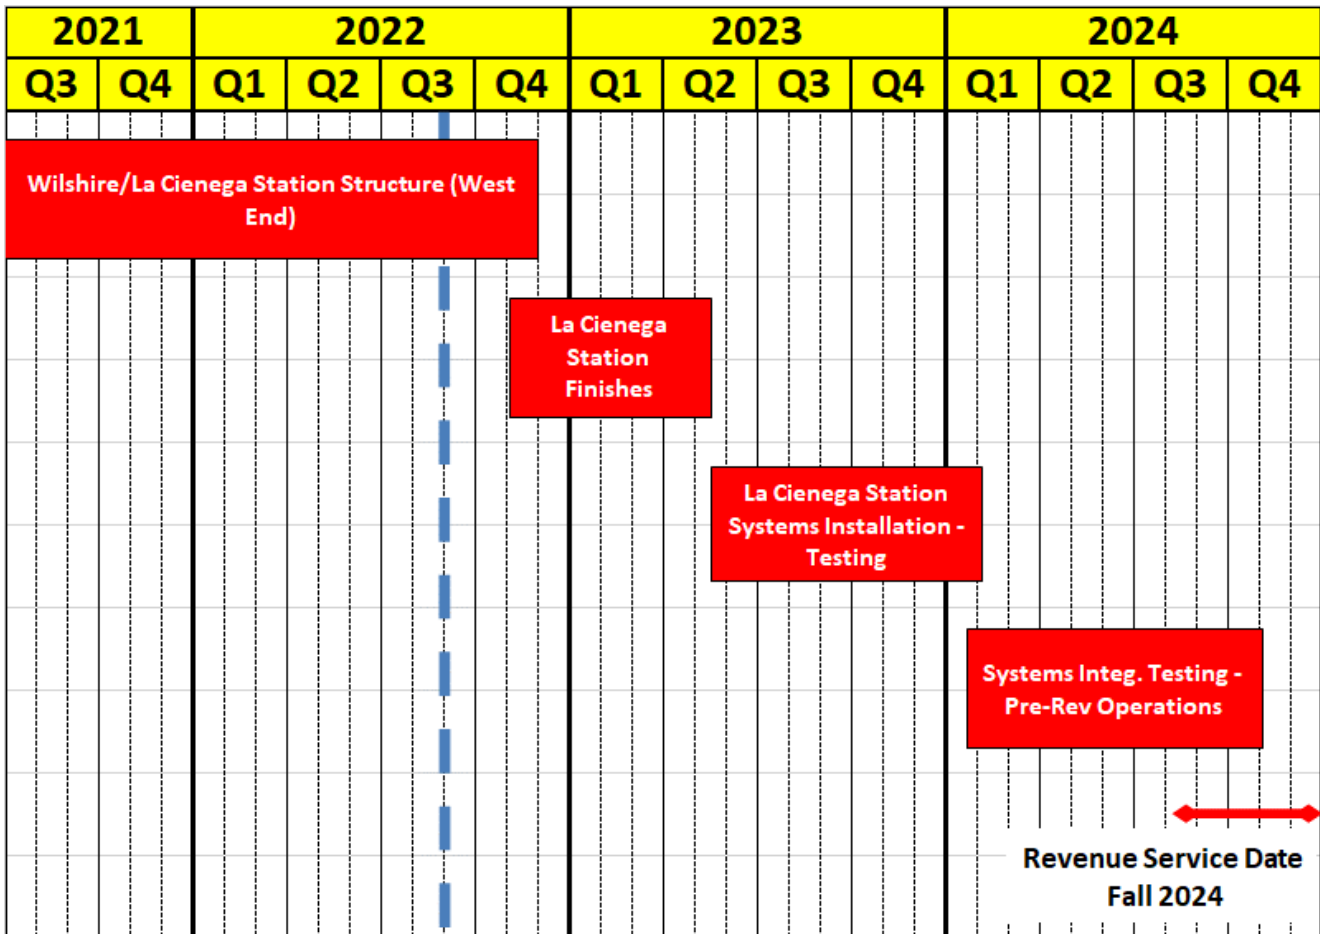 2021 2022 2023 2024
Q3 Q4 Q1 Q2 Q3 Q4 Q1 Q2 Q3 Q4 Q1 Q2 Q3 Q4
Wilshire/La Cienega Station Structure (West
End)
La Cienega
Station
Finishes
La Cienega Station
Systems Installation -
Testing
Systems Integ. Testing -
Pre-Rev Operations
Revenue Service Date
Fall 2024